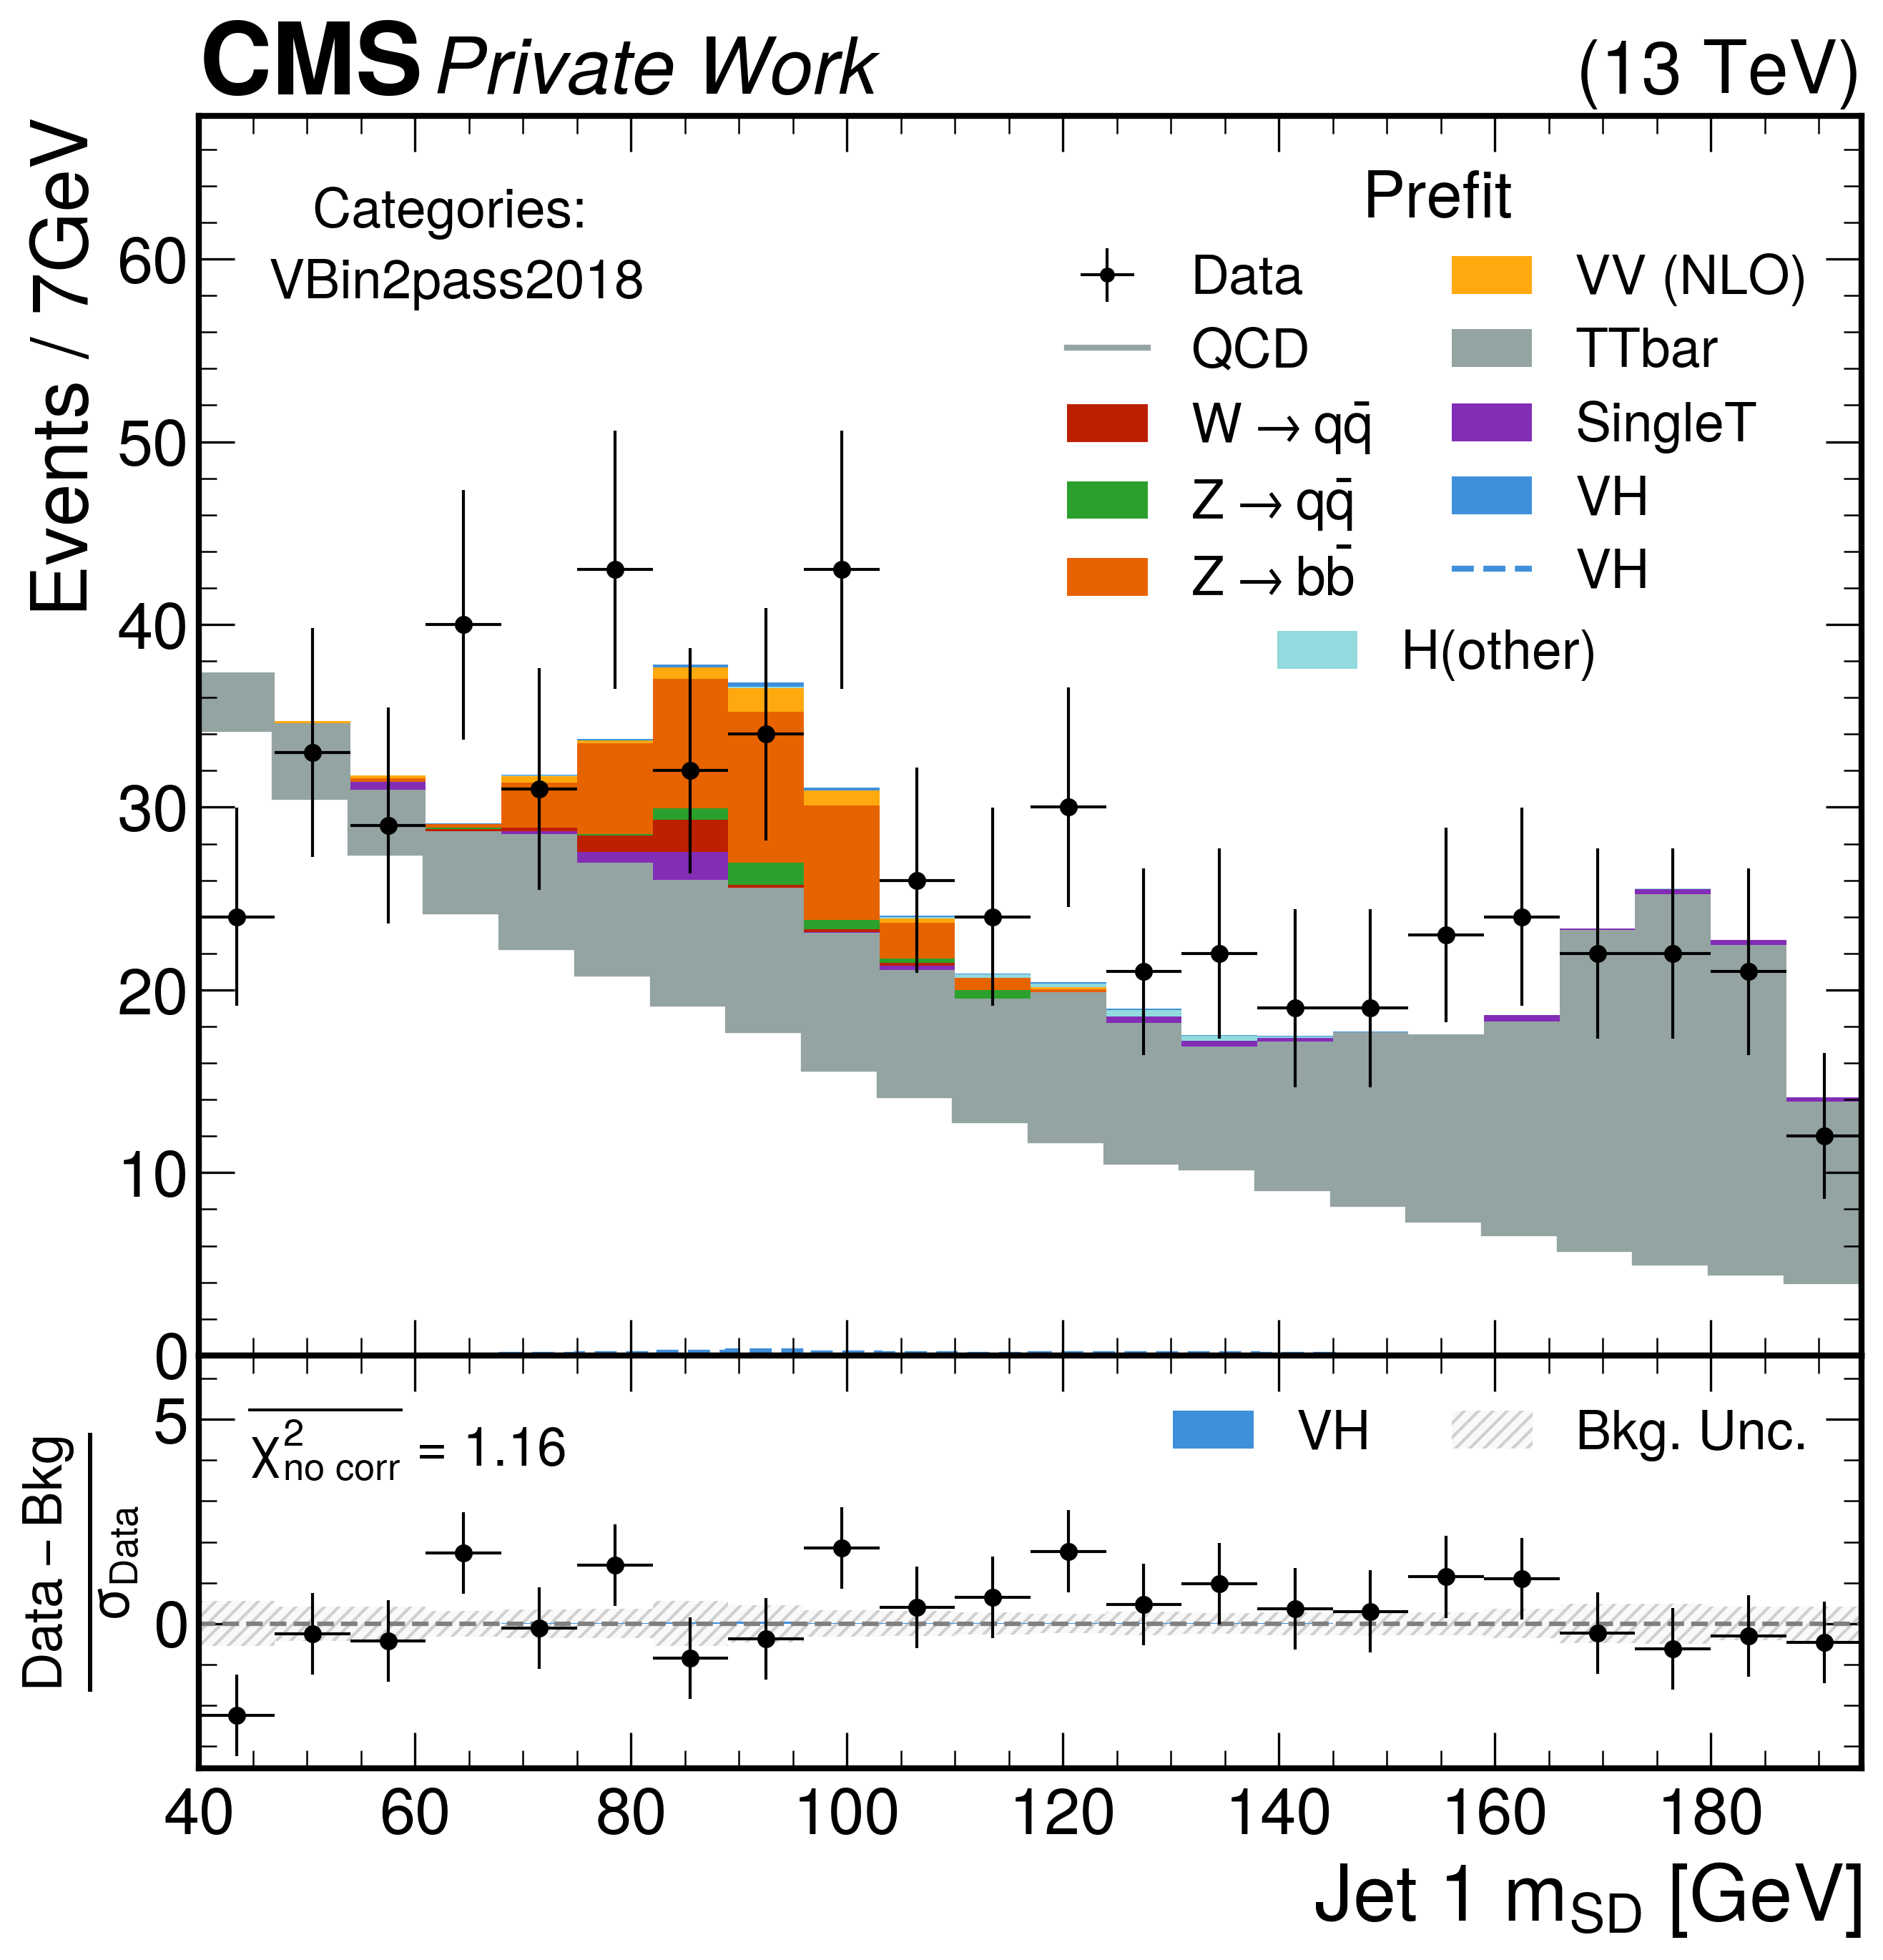 CMS Private Work (13 TeV)
Events / 7GeV
Categories:
VBin2pass2018
Prefit
Data
QCD
W → qq̄
Z → qq̄
Z → bb̄
VV (NLO)
TTbar
SingleT
VH
VH
H(other)
60
50
40
30
20
10
0
Data – Bkg
σData
5
0
χ²no corr = 1.16
VH
Bkg. Unc.
40 60 80 100 120 140 160 180
Jet 1 mSD [GeV]